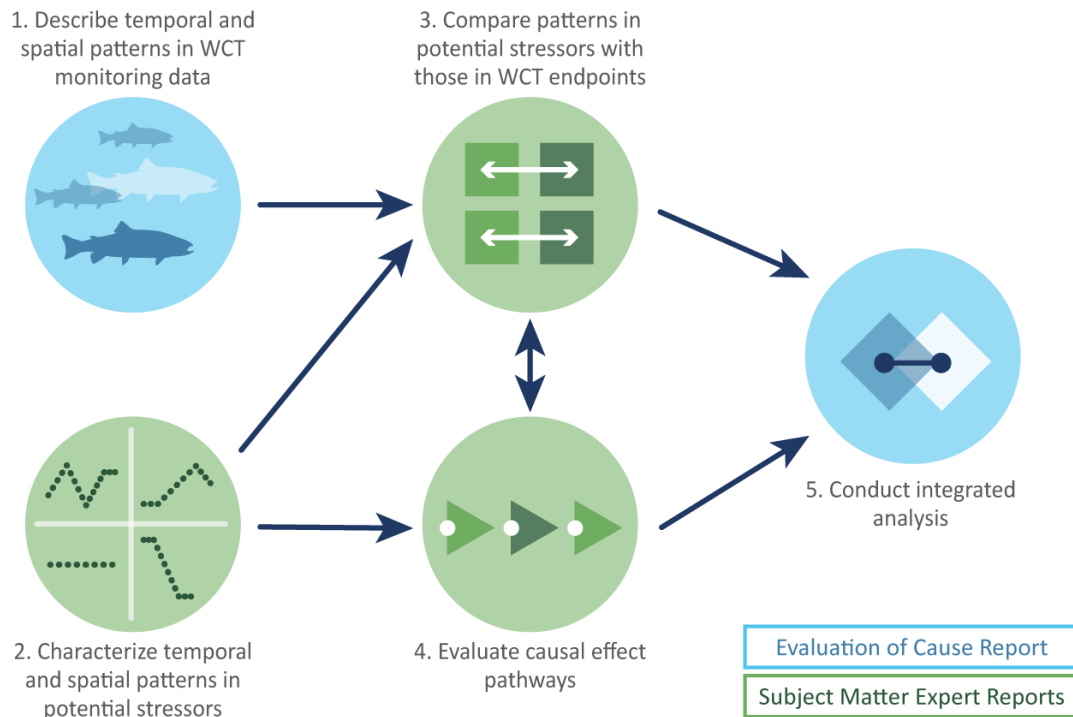 1. Describe temporal and
spatial patterns in WCT
monitoring data
3. Compare patterns in
potential stressors with
those in WCT endpoints
5. Conduct integrated
analysis
2. Characterize temporal
and spatial patterns in
potential stressors
4. Evaluate causal effect
pathways
Evaluation of Cause Report
Subject Matter Expert Reports